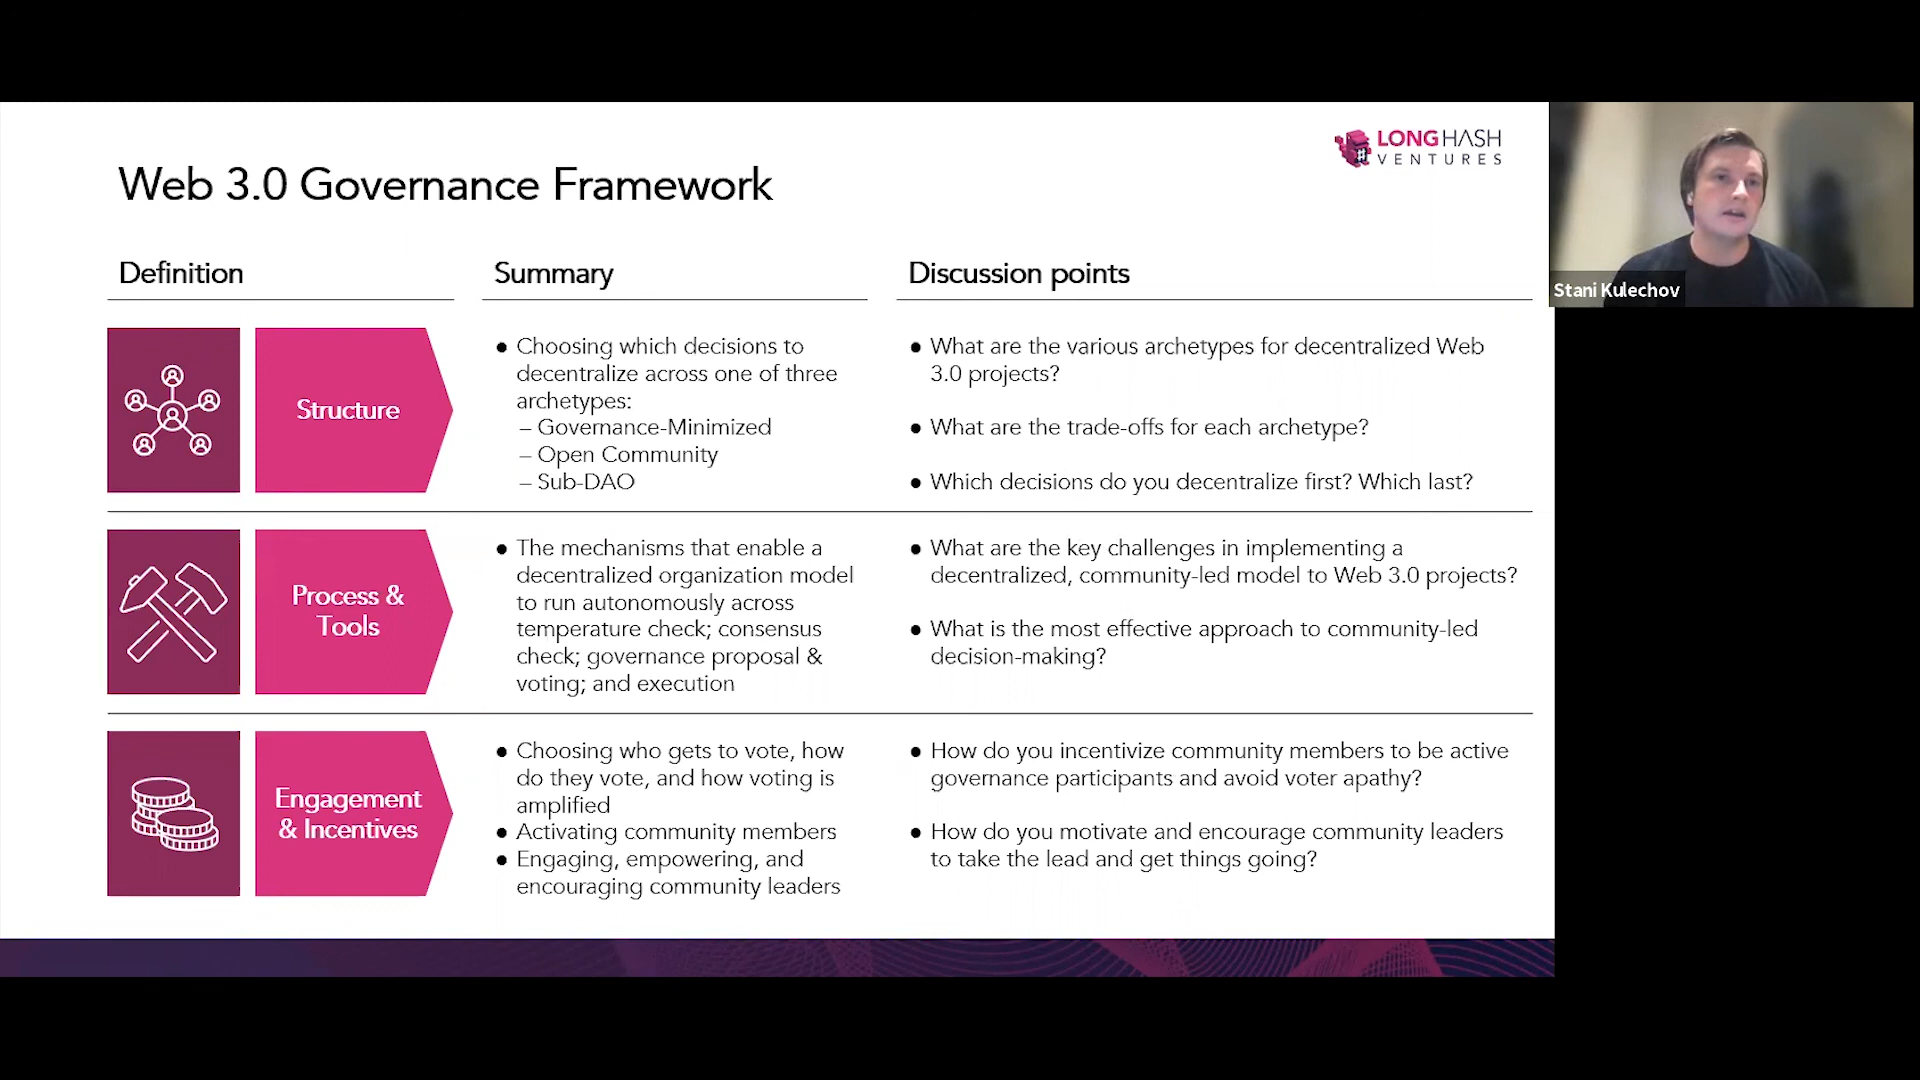 LONGHASH
VENTURES
Web 3.0 Governance Framework
Stani Kulechov
Definition
Summary
Discussion points
Structure
● Choosing which decisions to
decentralize across one of three
archetypes:
– Governance-Minimized
– Open Community
– Sub-DAO
● What are the various archetypes for decentralized Web
3.0 projects?
● What are the trade-offs for each archetype?
● Which decisions do you decentralize first? Which last?
Process &
Tools
● The mechanisms that enable a
decentralized organization model
to run autonomously across
temperature check; consensus
check; governance proposal &
voting; and execution
● What are the key challenges in implementing a
decentralized, community-led model to Web 3.0 projects?
● What is the most effective approach to community-led
decision-making?
Engagement
& Incentives
● Choosing who gets to vote, how
do they vote, and how voting is
amplified
● Activating community members
● Engaging, empowering, and
encouraging community leaders
● How do you incentivize community members to be active
governance participants and avoid voter apathy?
● How do you motivate and encourage community leaders
to take the lead and get things going?